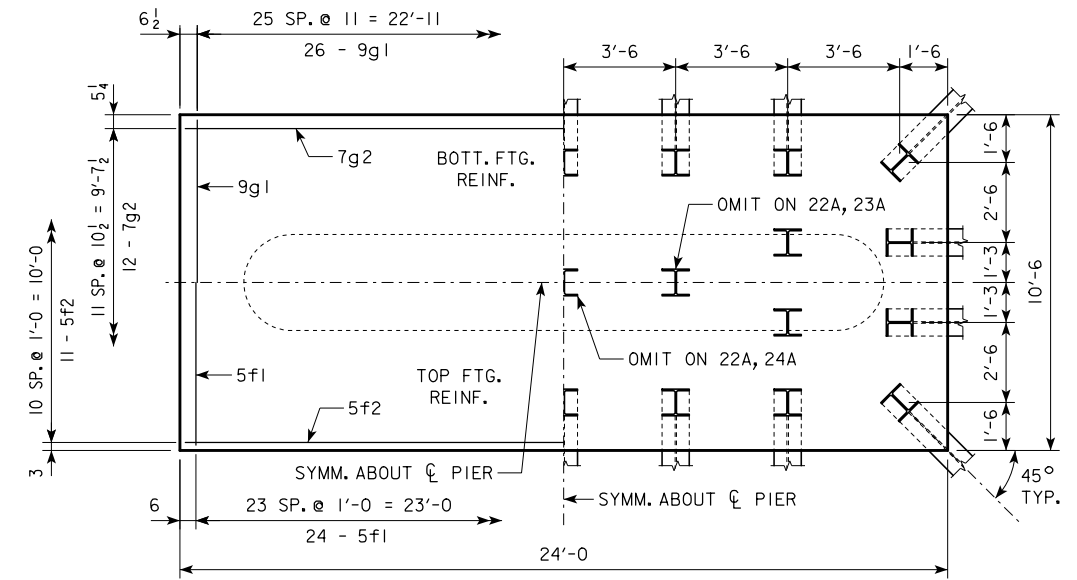 6½
25 SP. @ 11 = 22'-11
26 - 9g1
3'-6
3'-6
3'-6
1'-6
5¼
7g2
BOTT. FTG.
REINF.
9g1
11 SP. @ 10½ = 9'-7½
12 - 7g2
OMIT ON 22A, 23A
1'-6
2'-6
1'-3
1'-3
2'-6
1'-6
10'-6
10 SP. @ 1'-0 = 10'-0
11 - 5f2
OMIT ON 22A, 24A
5f1
TOP FTG.
REINF.
5f2
3
SYMM. ABOUT ℄ PIER
SYMM. ABOUT ℄ PIER
45°
TYP.
6
23 SP. @ 1'-0 = 23'-0
24 - 5f1
24'-0